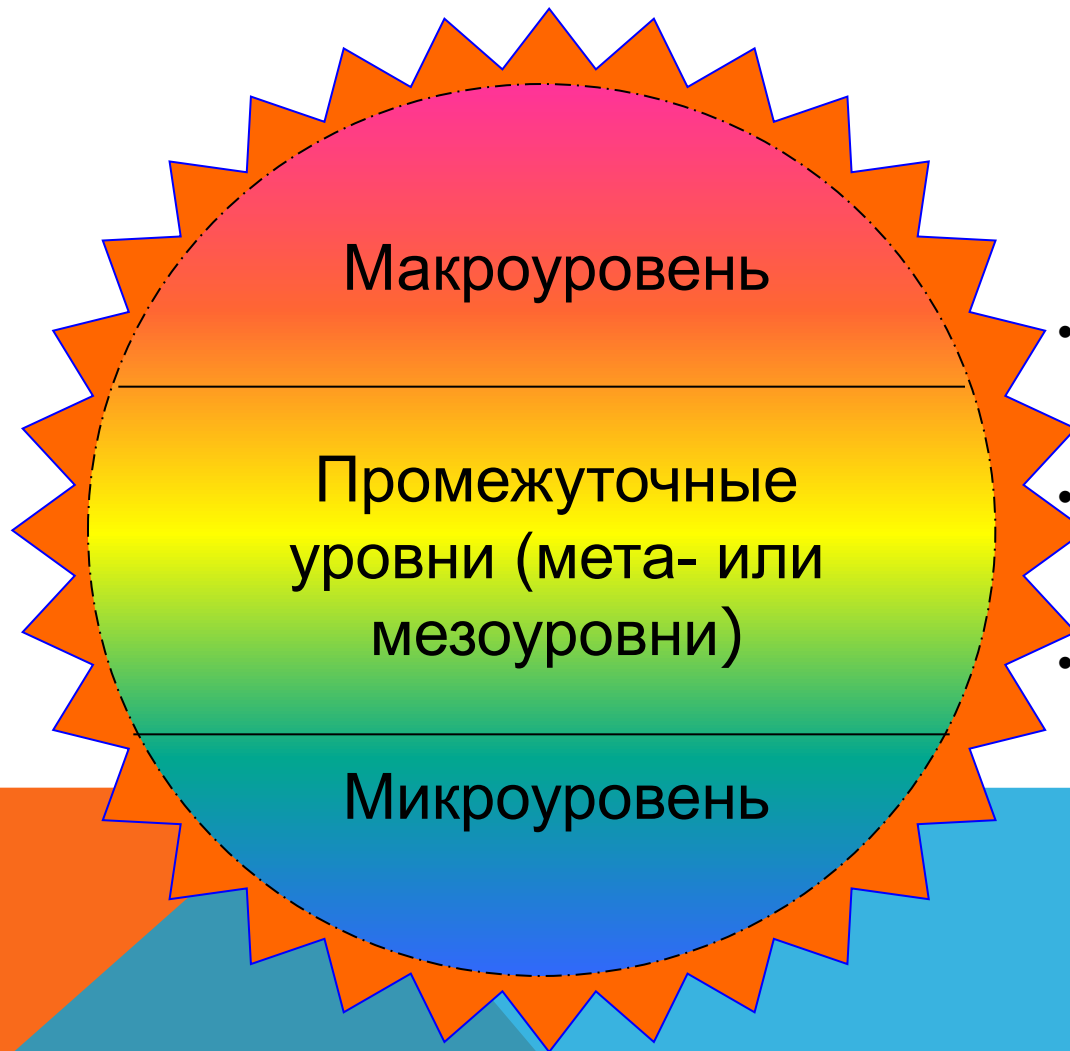 Макроуровень
Промежуточные
уровни (мета- или
мезоуровни)
Микроуровень